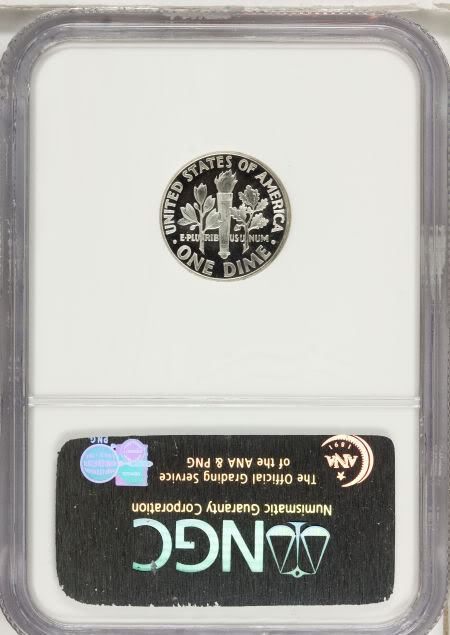 UNITED STATES OF AMERICA
E·PLURIBUS UNUM
· ONE DIME ·
NGC
Numismatic Guaranty Corporation
The Official Grading Service
of the ANA & PNG
ANA
1891
PNG